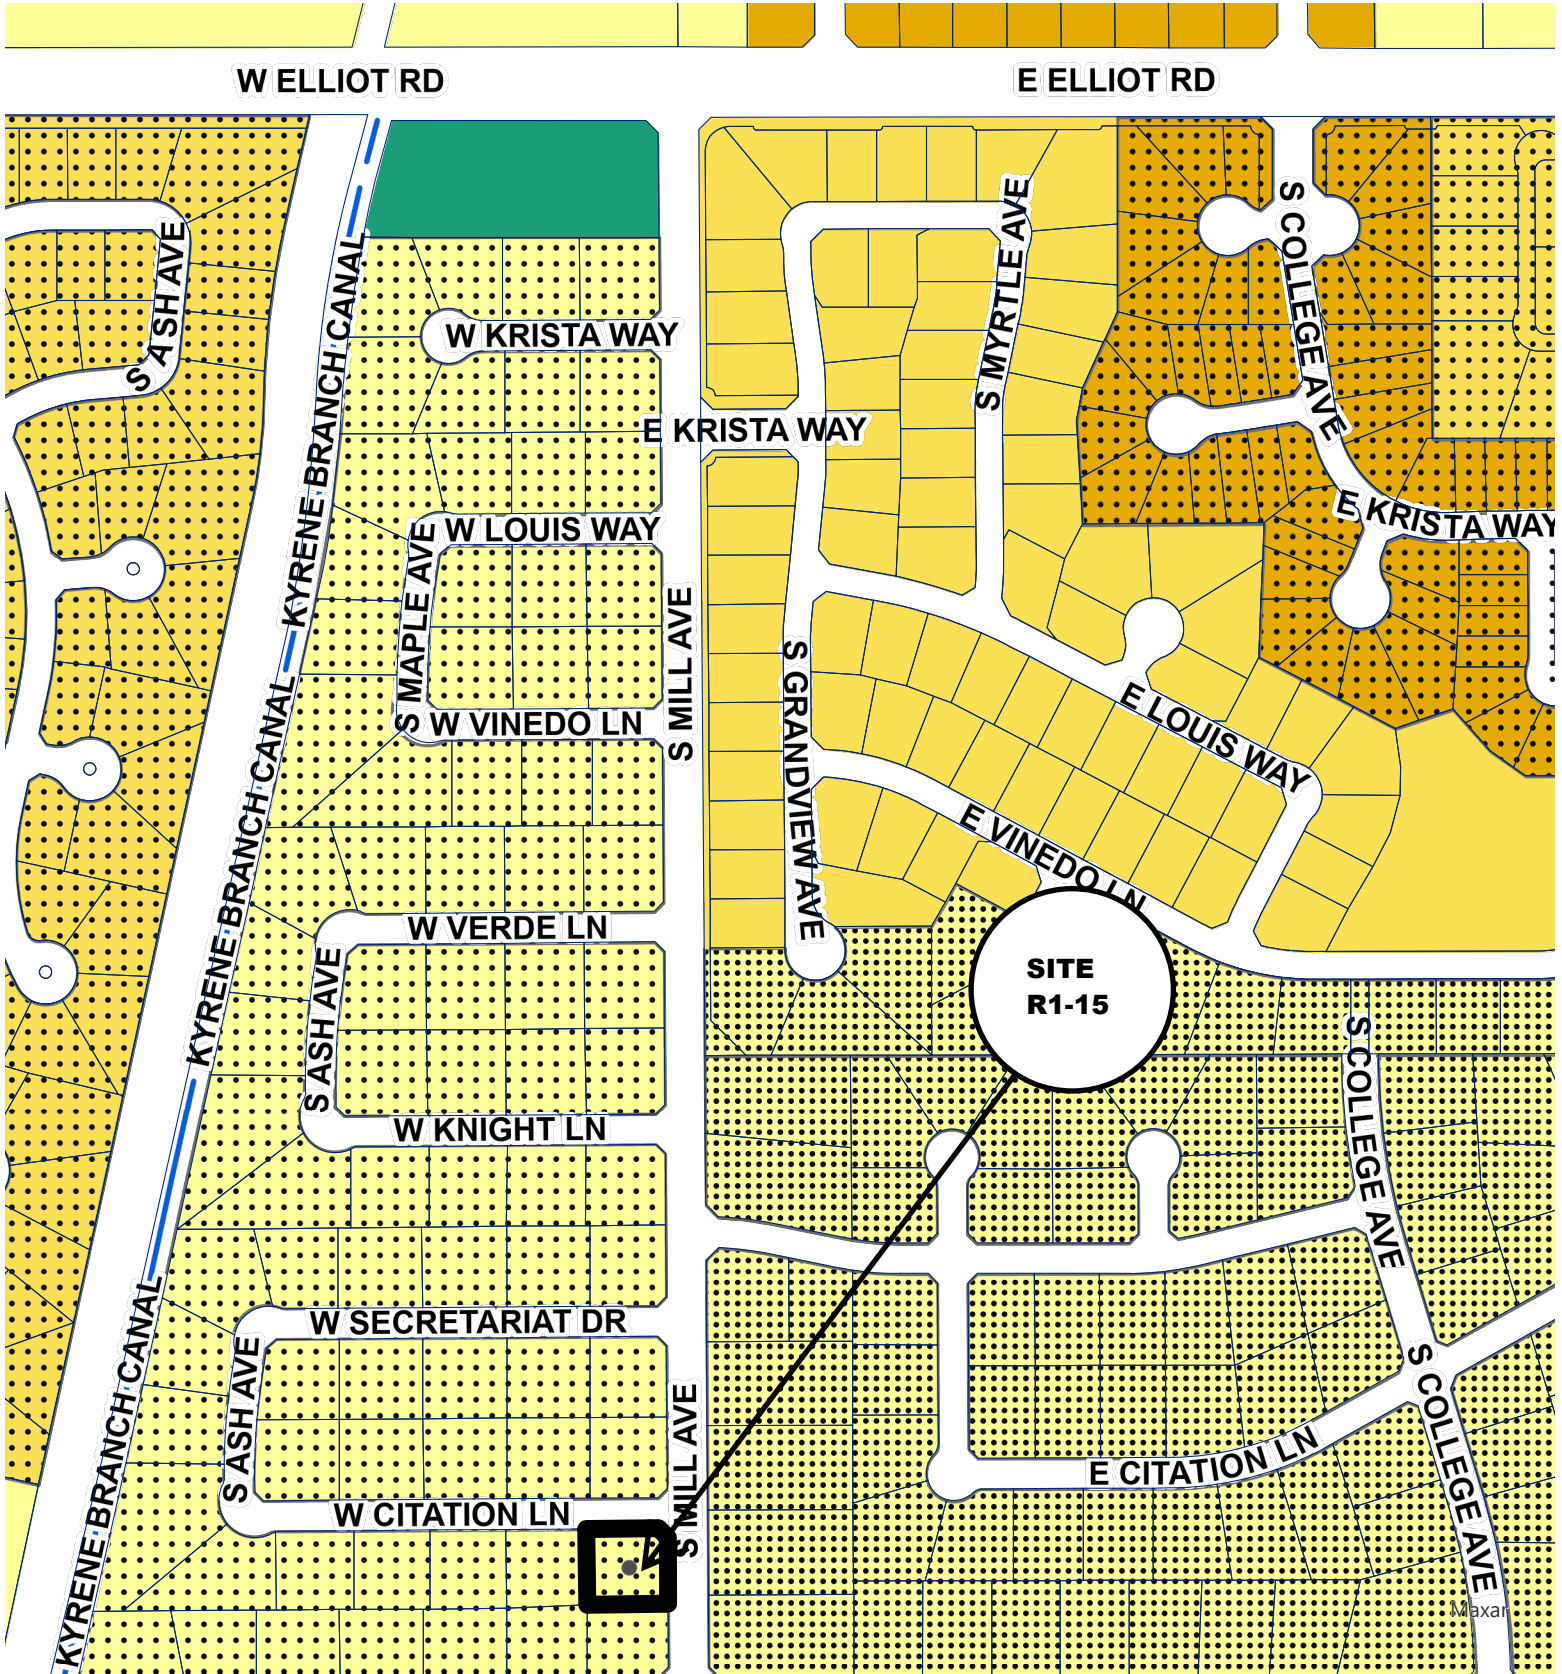 W ELLIOT RD
E ELLIOT RD
S ASH AVE
KYRENE BRANCH CANAL
W KRISTA WAY
S MYRTLE AVE
S COLLEGE AVE
E KRISTA WAY
E KRISTA WAY
W LOUIS WAY
S MAPLE AVE
S MILL AVE
W VINEDO LN
S GRANDVIEW AVE
E LOUIS WAY
KYRENE BRANCH CANAL
E VINEDO LN
W VERDE LN
SITE
R1-15
S ASH AVE
S COLLEGE AVE
W KNIGHT LN
W SECRETARIAT DR
KYRENE BRANCH CANAL
S ASH AVE
S MILL AVE
S COLLEGE AVE
E CITATION LN
W CITATION LN
Maxar